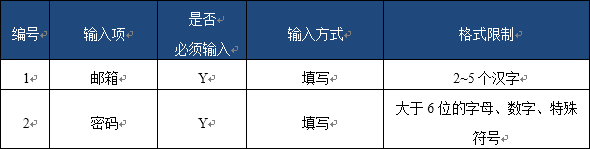 编号 输入项 是否 必须输入 输入方式 格式限制
1 邮箱 Y 填写 2~5个汉字
2 密码 Y 填写 大于6位的字母、数字、特殊
符号